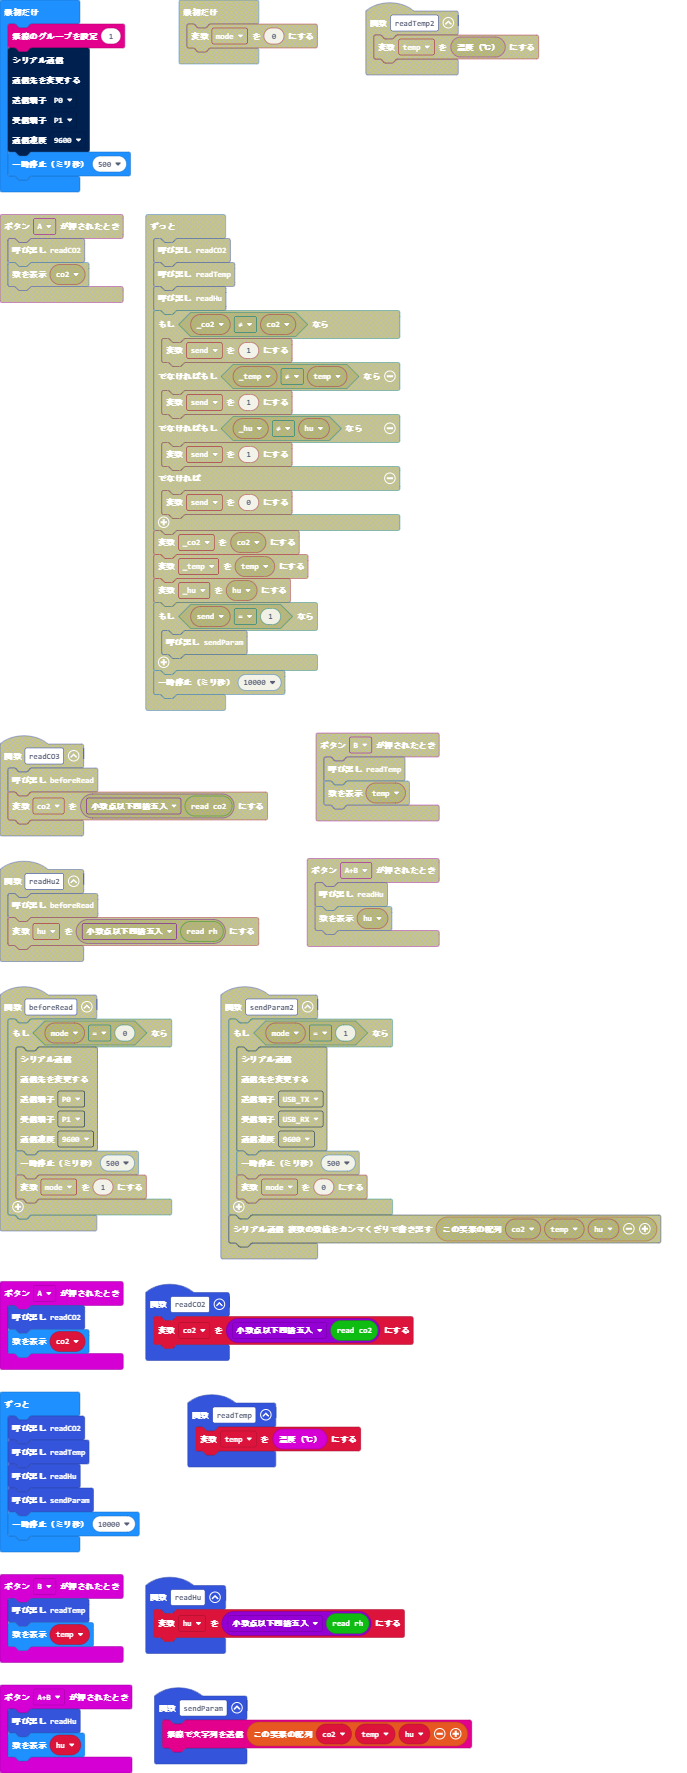 最初だけ
無線のグループを設定 1
シリアル通信
通信先を変更する
送信端子 P0
受信端子 P1
通信速度 9600
一時停止（ミリ秒） 500
最初だけ
変数 mode を 0 にする
関数 readTemp2
変数 temp を 温度（℃） にする
ボタン A が押されたとき
呼び出し readCO2
数を表示 co2
ずっと
呼び出し readCO2
呼び出し readTemp
呼び出し readHu
もし _co2 ≠ co2 なら
変数 send を 1 にする
でなければもし _temp ≠ temp なら
変数 send を 1 にする
でなければもし _hu ≠ hu なら
変数 send を 1 にする
でなければ
変数 send を 0 にする
変数 _co2 を co2 にする
変数 _temp を temp にする
変数 _hu を hu にする
もし send = 1 なら
呼び出し sendParam
一時停止（ミリ秒） 10000
関数 readCO3
呼び出し beforeRead
変数 co2 を 小数点以下四捨五入 read co2 にする
ボタン B が押されたとき
呼び出し readTemp
数を表示 temp
関数 readHu2
呼び出し beforeRead
変数 hu を 小数点以下四捨五入 read rh にする
ボタン A+B が押されたとき
呼び出し readHu
数を表示 hu
関数 beforeRead
もし mode = 0 なら
シリアル通信
通信先を変更する
送信端子 P0
受信端子 P1
通信速度 9600
一時停止（ミリ秒） 500
変数 mode を 1 にする
関数 sendParam2
もし mode = 1 なら
シリアル通信
通信先を変更する
送信端子 USB_TX
受信端子 USB_RX
通信速度 9600
一時停止（ミリ秒） 500
変数 mode を 0 にする
シリアル通信 複数の数値をカンマくぎりで書き出す この要素の配列 co2 temp hu
ボタン A が押されたとき
呼び出し readCO2
数を表示 co2
関数 readCO2
変数 co2 を 小数点以下四捨五入 read co2 にする
ずっと
呼び出し readCO2
呼び出し readTemp
呼び出し readHu
呼び出し sendParam
一時停止（ミリ秒） 10000
関数 readTemp
変数 temp を 温度（℃） にする
ボタン B が押されたとき
呼び出し readTemp
数を表示 temp
関数 readHu
変数 hu を 小数点以下四捨五入 read rh にする
ボタン A+B が押されたとき
呼び出し readHu
数を表示 hu
関数 sendParam
無線で文字列を送信 この要素の配列 co2 temp hu